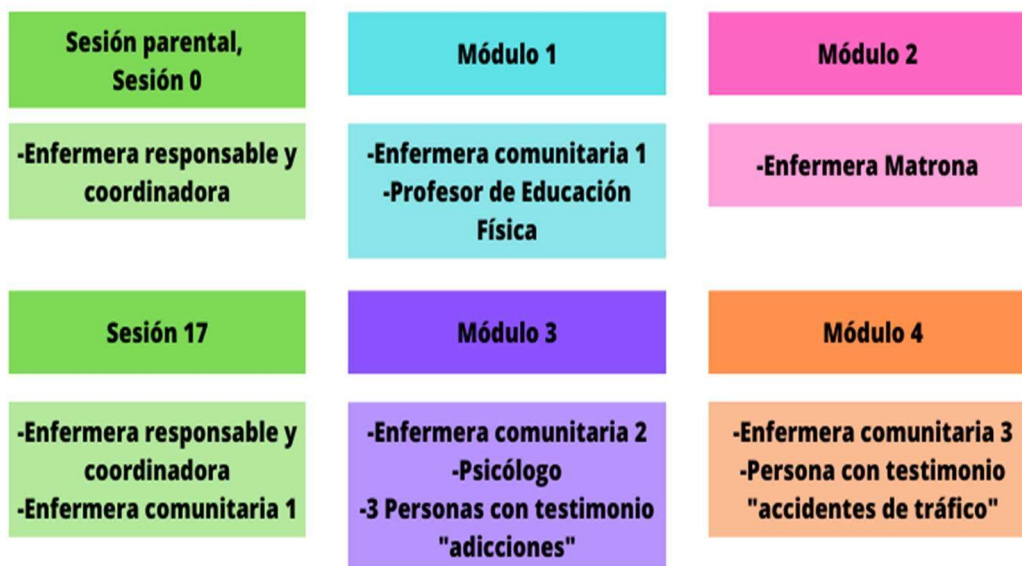 Sesión parental,
Sesión 0
-Enfermera responsable y
coordinadora
Módulo 1
-Enfermera comunitaria 1
-Profesor de Educación
Física
Módulo 2
-Enfermera Matrona
Sesión 17
-Enfermera responsable y
coordinadora
-Enfermera comunitaria 1
Módulo 3
-Enfermera comunitaria 2
-Psicólogo
-3 Personas con testimonio
"adicciones"
Módulo 4
-Enfermera comunitaria 3
-Persona con testimonio
"accidentes de tráfico"